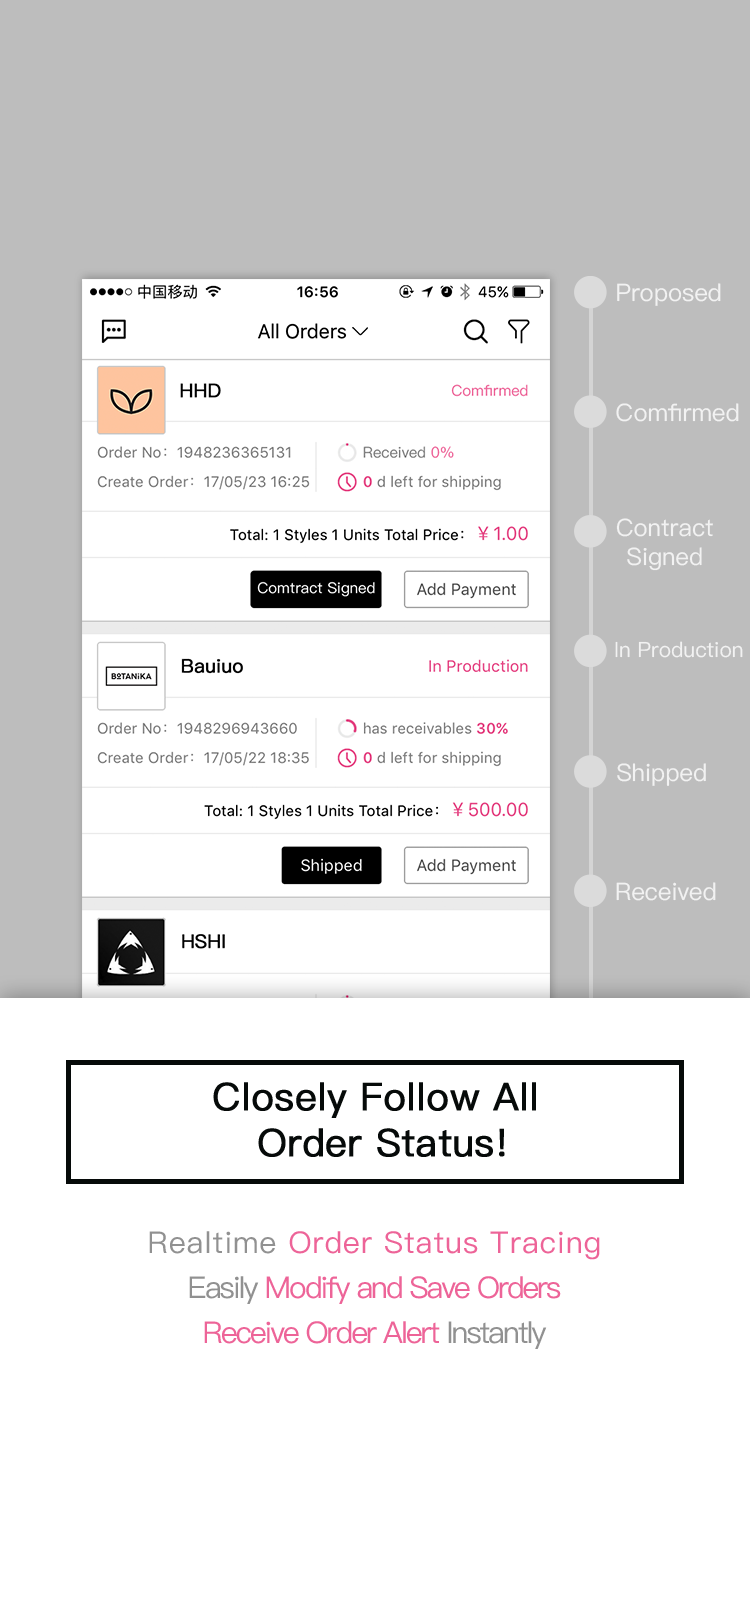 中国移动
16:56
45%
All Orders
HHD
Comfirmed
Order No: 1948236365131
Received 0%
Create Order: 17/05/23 16:25
0 d left for shipping
Total: 1 Styles 1 Units Total Price: ¥ 1.00
Comtract Signed
Add Payment
BOTANiKA
Bauiuo
In Production
Order No: 1948296943660
has receivables 30%
Create Order: 17/05/22 18:35
0 d left for shipping
Total: 1 Styles 1 Units Total Price: ¥ 500.00
Shipped
Add Payment
HSHI
Proposed
Comfirmed
Contract
Signed
In Production
Shipped
Received
Closely Follow All
Order Status!
Realtime Order Status Tracing
Easily Modify and Save Orders
Receive Order Alert Instantly